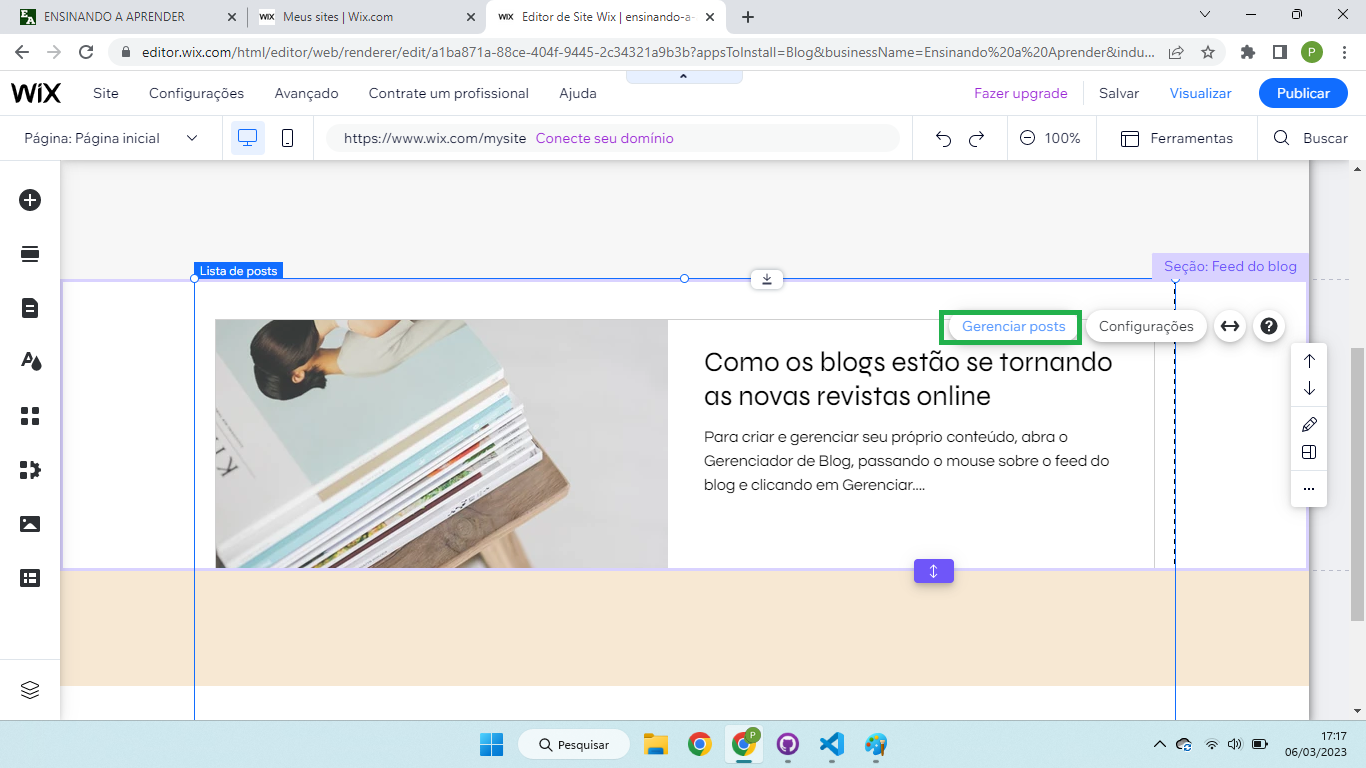 ENSINANDO A APRENDER
WiX Meus sites | Wix.com
WiX Editor de Site Wix | ensinando-a-
editor.wix.com/html/editor/web/renderer/edit/a1ba871a-88ce-404f-9445-2c34321a9b3b?appsToInstall=Blog&businessName=Ensinando%20a%20Aprender&indu...
P
WiX Site Configurações Avançado Contrate um profissional Ajuda Fazer upgrade Salvar Visualizar Publicar
Página: Página inicial https://www.wix.com/mysite Conecte seu domínio 100% Ferramentas Buscar
Lista de posts
Seção: Feed do blog
Gerenciar posts Configurações
Como os blogs estão se tornando
as novas revistas online
Para criar e gerenciar seu próprio conteúdo, abra o
Gerenciador de Blog, passando o mouse sobre o feed do
blog e clicando em Gerenciar....
Pesquisar
P
17:17
06/03/2023